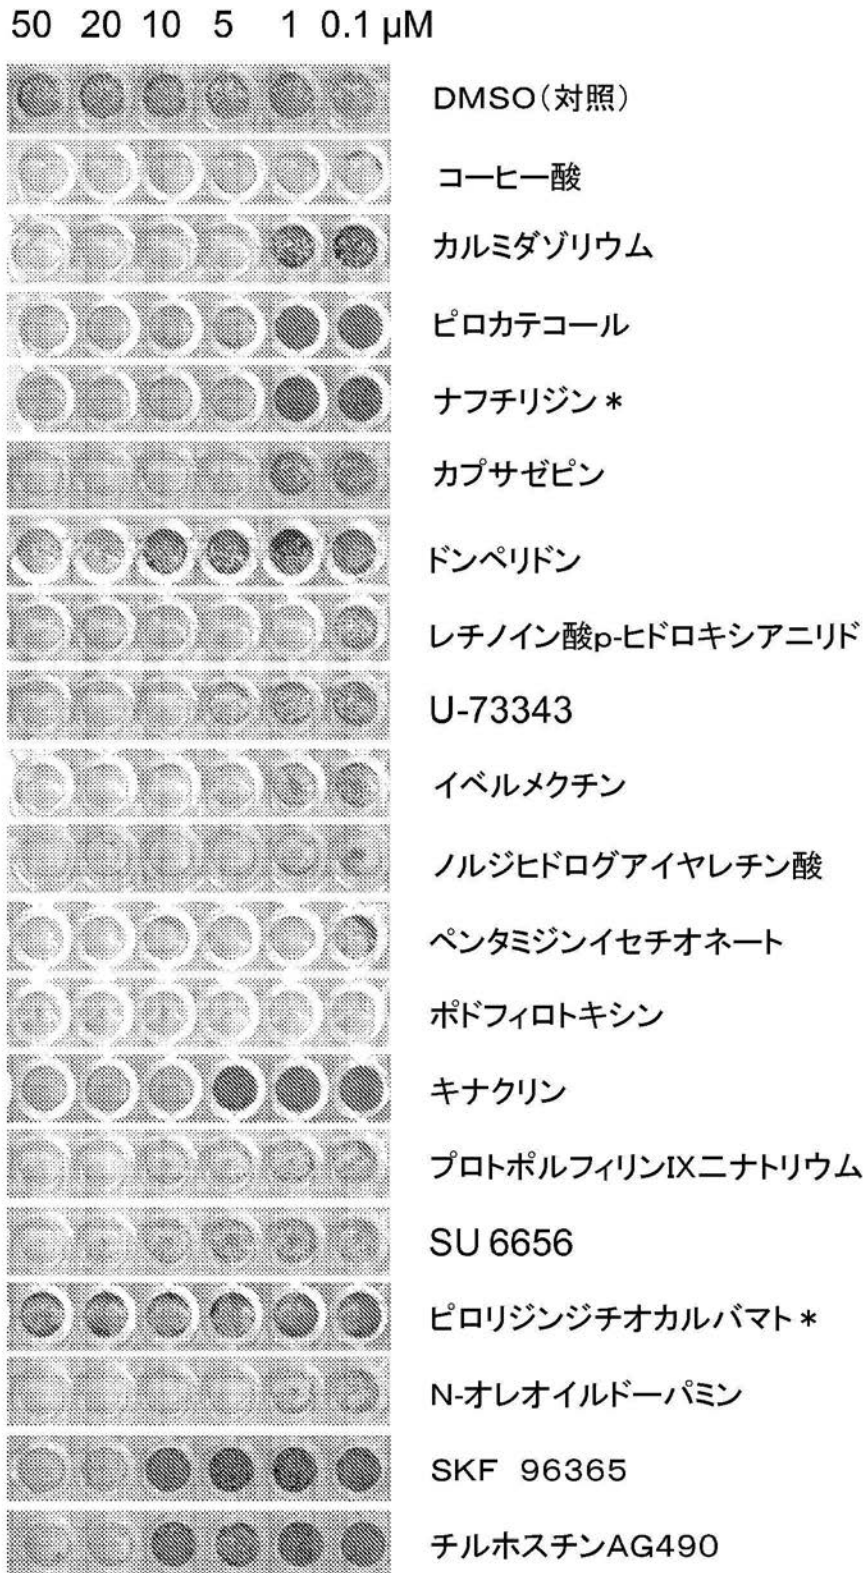 50 20 10 5 1 0.1 µM
DMSO(対照)
コーヒー酸
カルミダゾリウム
ピロカテコール
ナフチリジン*
カプサゼピン
ドンペリドン
レチノイン酸p-ヒドロキシアニリド
U-73343
イベルメクチン
ノルジヒドログアイヤレチン酸
ペンタミジンイセチオネート
ポドフィロトキシン
キナクリン
プロトポルフィリンIX二ナトリウム
SU 6656
ピロリジンジチオカルバマト*
N-オレオイルドーパミン
SKF 96365
チルホスチンAG490